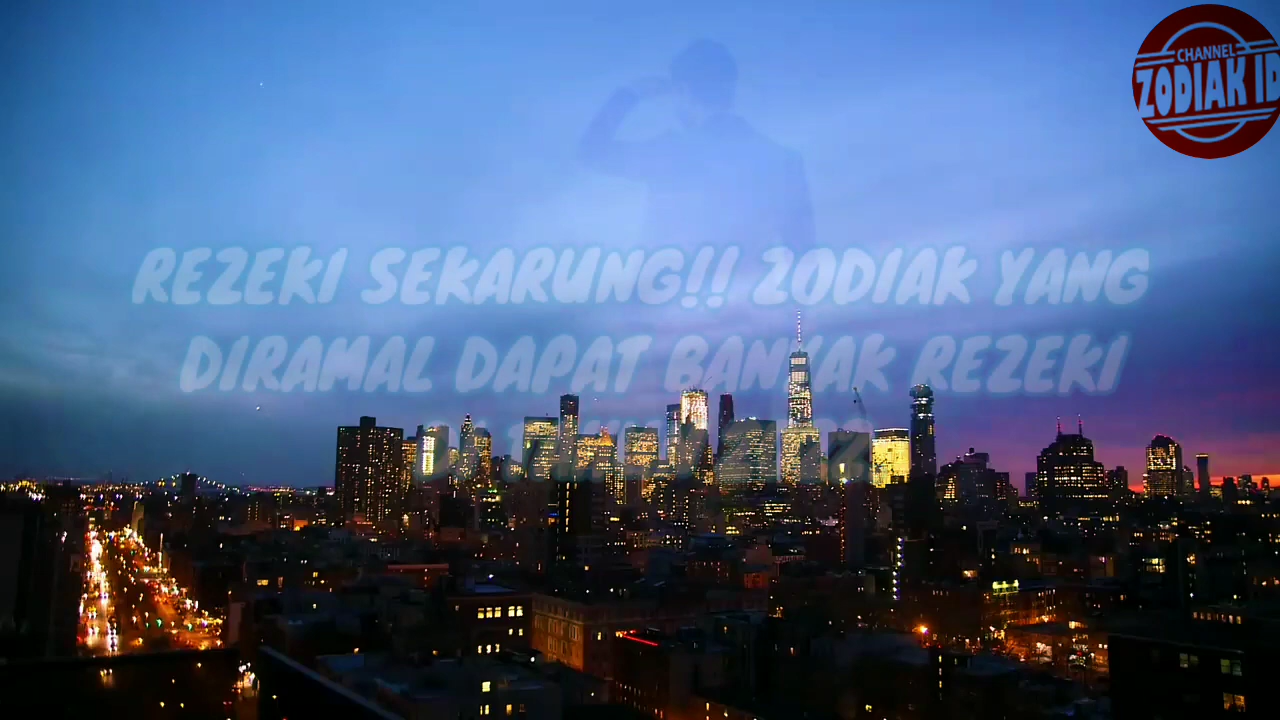 CHANNEL
ZODIAK ID
REZEKI SEKARUNG!! ZODIAK YANG
DIRAMAL DAPAT BANYAK REZEKI